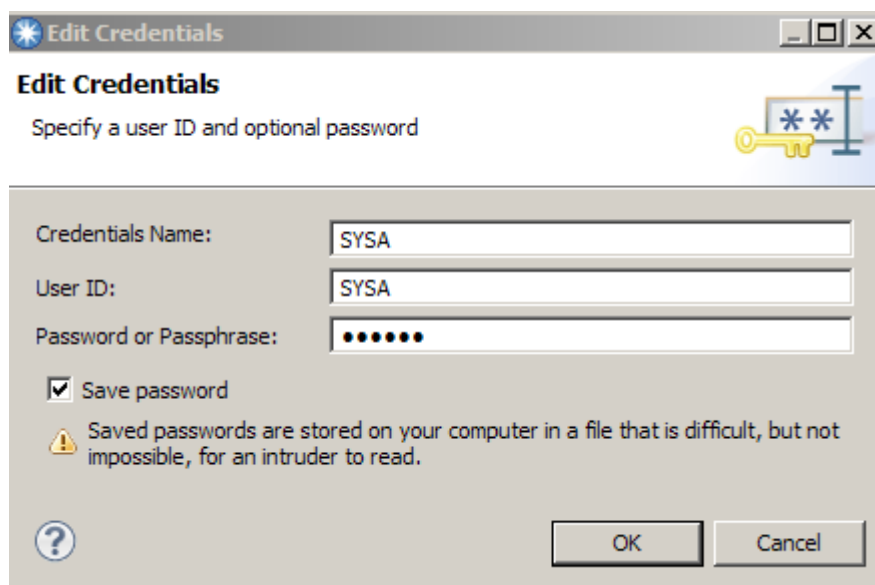 Edit Credentials
Edit Credentials
Specify a user ID and optional password
**
Credentials Name: SYSA
User ID: SYSA
Password or Passphrase: ●●●●●●
Save password
Saved passwords are stored on your computer in a file that is difficult, but not
impossible, for an intruder to read.
? OK Cancel